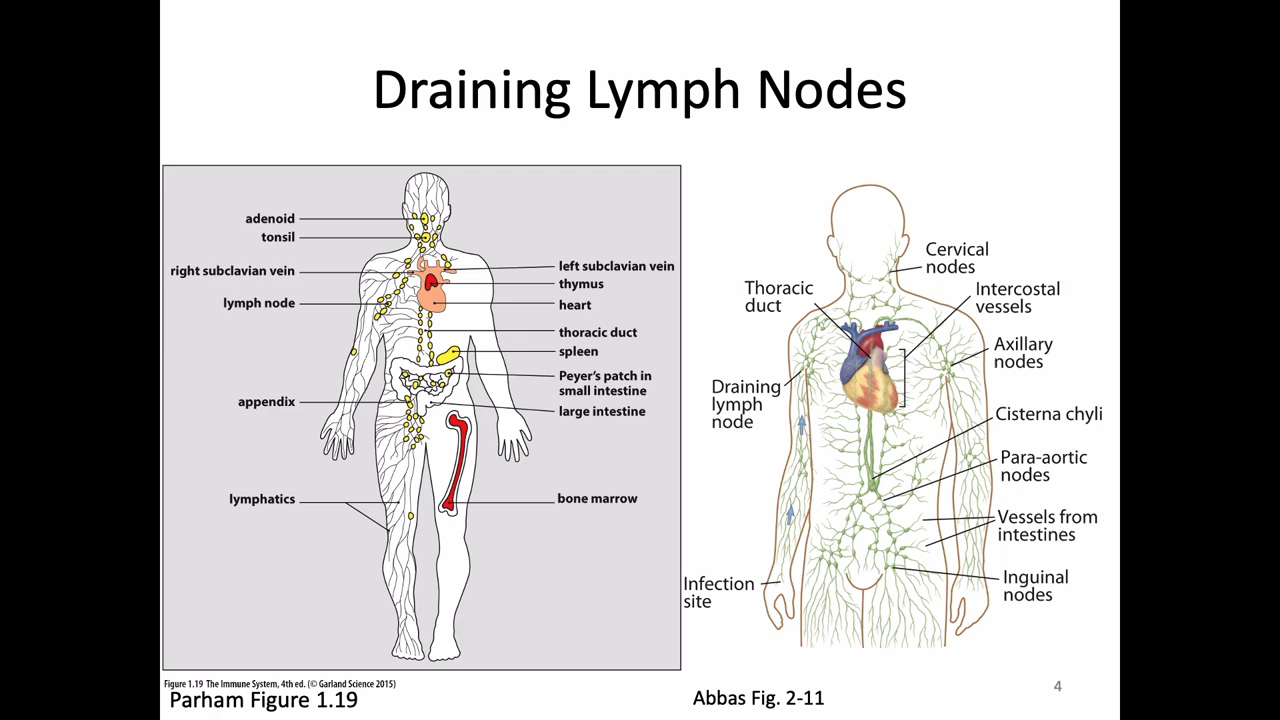 Draining Lymph Nodes
adenoid
tonsil
right subclavian vein
lymph node
appendix
lymphatics
left subclavian vein
thymus
heart
thoracic duct
spleen
Peyer's patch in
small intestine
large intestine
bone marrow
Figure 1.19 The Immune System, 4th ed. (© Garland Science 2015)
Parham Figure 1.19
Thoracic
duct
Draining
lymph
node
Infection
site
Cervical
nodes
Intercostal
vessels
Axillary
nodes
Cisterna chyli
Para-aortic
nodes
Vessels from
intestines
Inguinal
nodes
Abbas Fig. 2-11
4